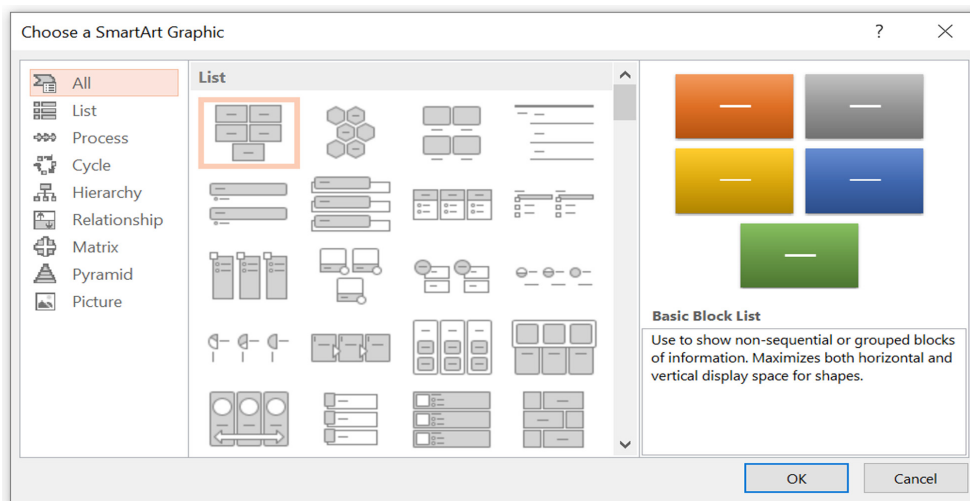 Choose a SmartArt Graphic
?
All
List
Process
Cycle
Hierarchy
Relationship
Matrix
Pyramid
Picture
List
Basic Block List
Use to show non-sequential or grouped blocks
of information. Maximizes both horizontal and
vertical display space for shapes.
OK
Cancel